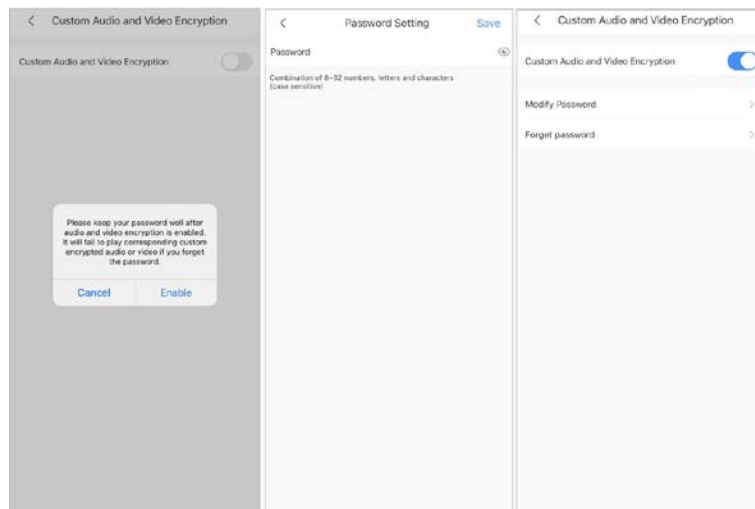 Custom Audio and Video Encryption
Custom Audio and Video Encryption
Please keep your password well after
audio and video encryption is enabled.
It will fail to play corresponding custom
encrypted audio or video if you forget
the password.
Cancel
Enable
Password Setting
Save
Password
Combination of 8-32 numbers, letters and characters
(case sensitive)
Custom Audio and Video Encryption
Custom Audio and Video Encryption
Modify Password
Forget password